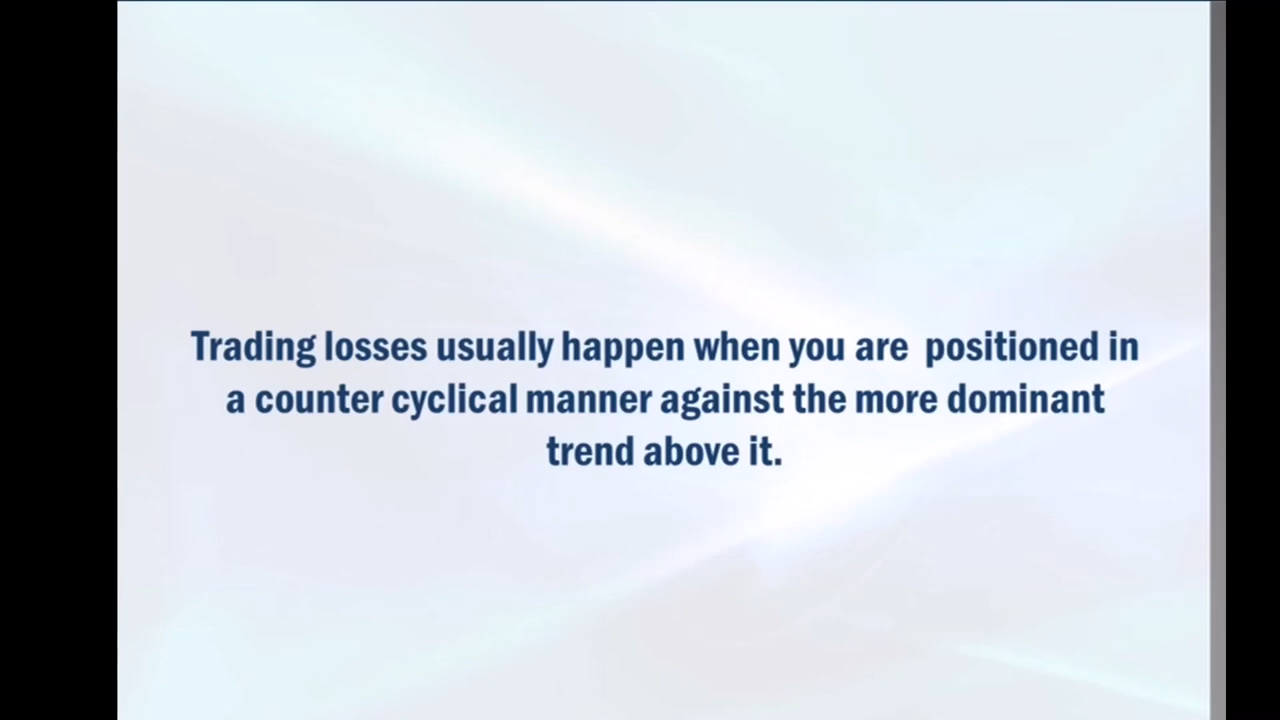 Trading losses usually happen when you are  positioned in
a counter cyclical manner against the more dominant
trend above it.